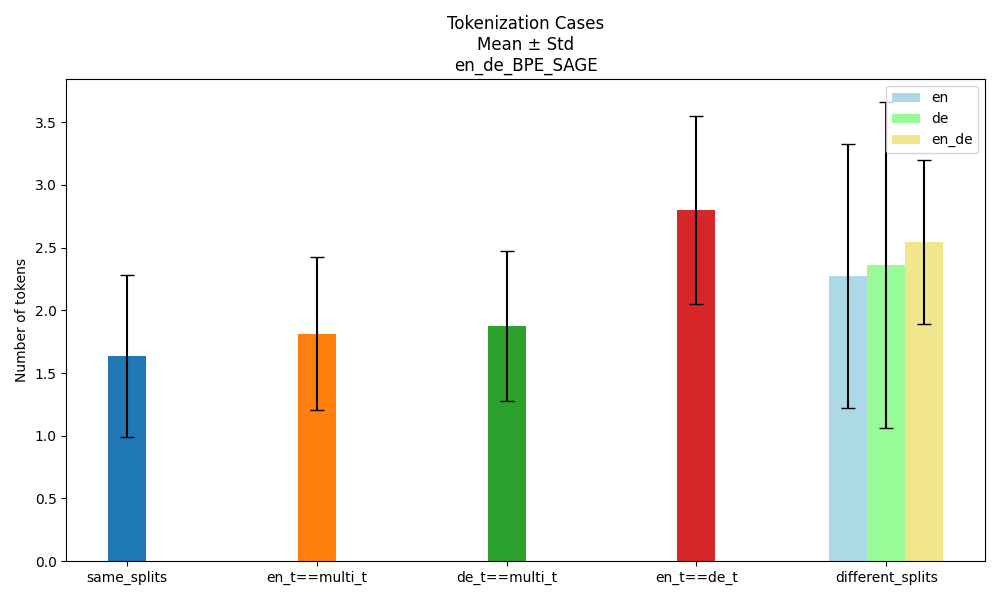 Tokenization Cases
Mean ± Std
en_de_BPE_SAGE
en
de
en_de
Number of tokens
3.5
3.0
2.5
2.0
1.5
1.0
0.5
0.0
same_splits
en_t==multi_t
de_t==multi_t
en_t==de_t
different_splits